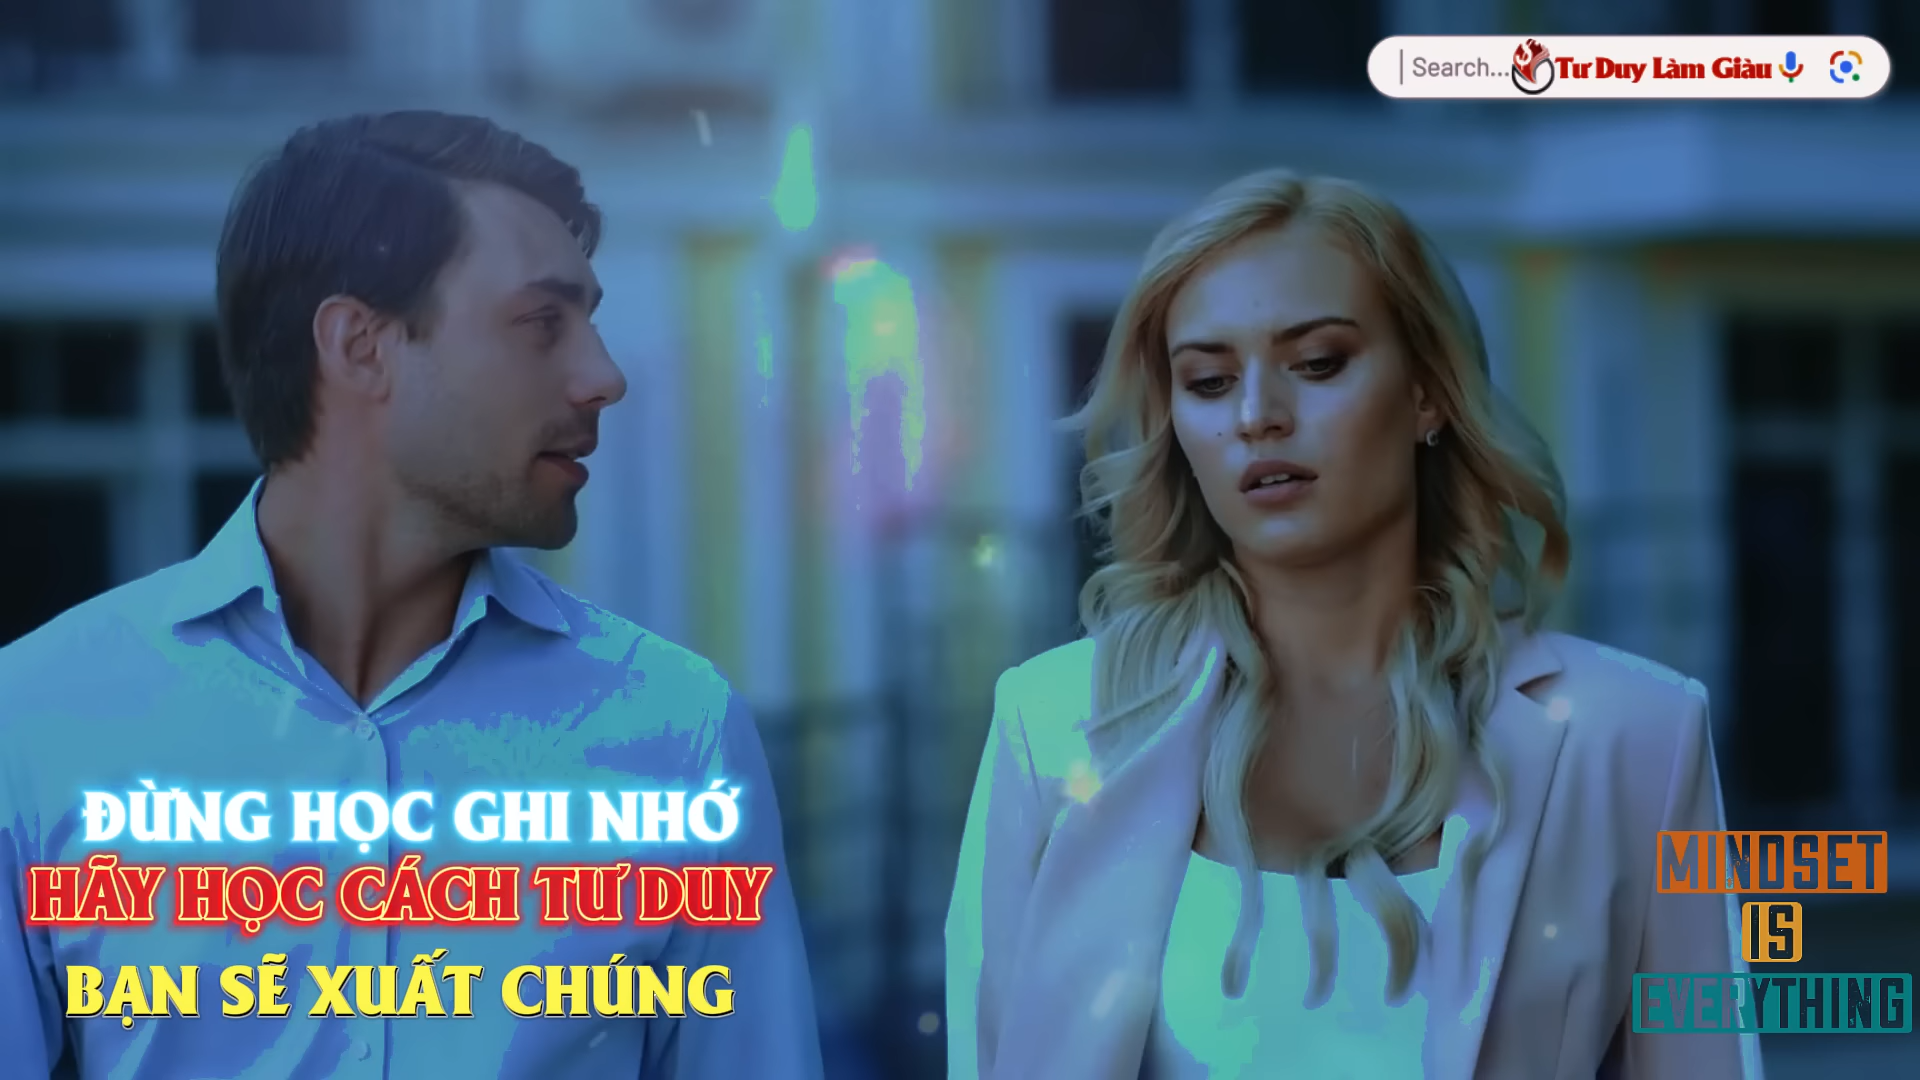 Search... Tư Duy Làm Giàu
ĐỪNG HỌC GHI NHỚ
HÃY HỌC CÁCH TƯ DUY
BẠN SẼ XUẤT CHÚNG
MINDSET
IS
EVERYTHING